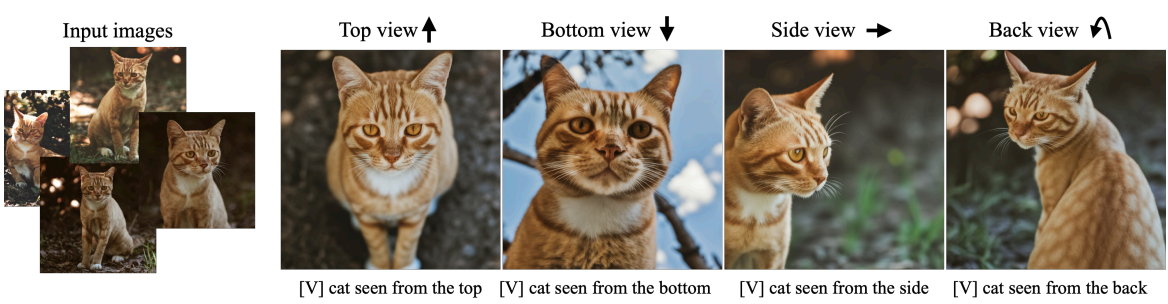 Input images
Top view
Bottom view
Side view
Back view
[V] cat seen from the top
[V] cat seen from the bottom
[V] cat seen from the side
[V] cat seen from the back